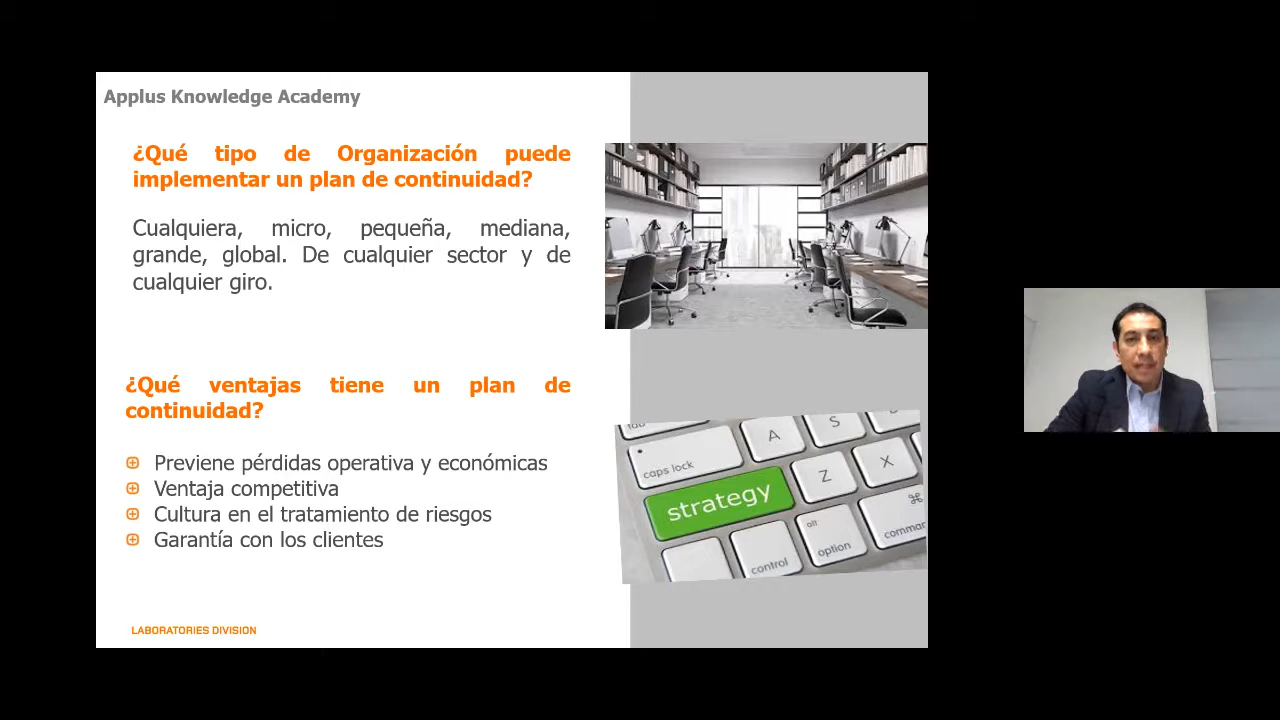 Applus Knowledge Academy
¿Qué tipo de Organización puede
implementar un plan de continuidad?
Cualquiera, micro, pequeña, mediana,
grande, global. De cualquier sector y de
cualquier giro.
¿Qué ventajas tiene un plan de
continuidad?
Previene pérdidas operativa y económicas
Ventaja competitiva
Cultura en el tratamiento de riesgos
Garantía con los clientes
A
S
caps lock
strategy
Z
X
alt
option
control
LABORATORIES DIVISION